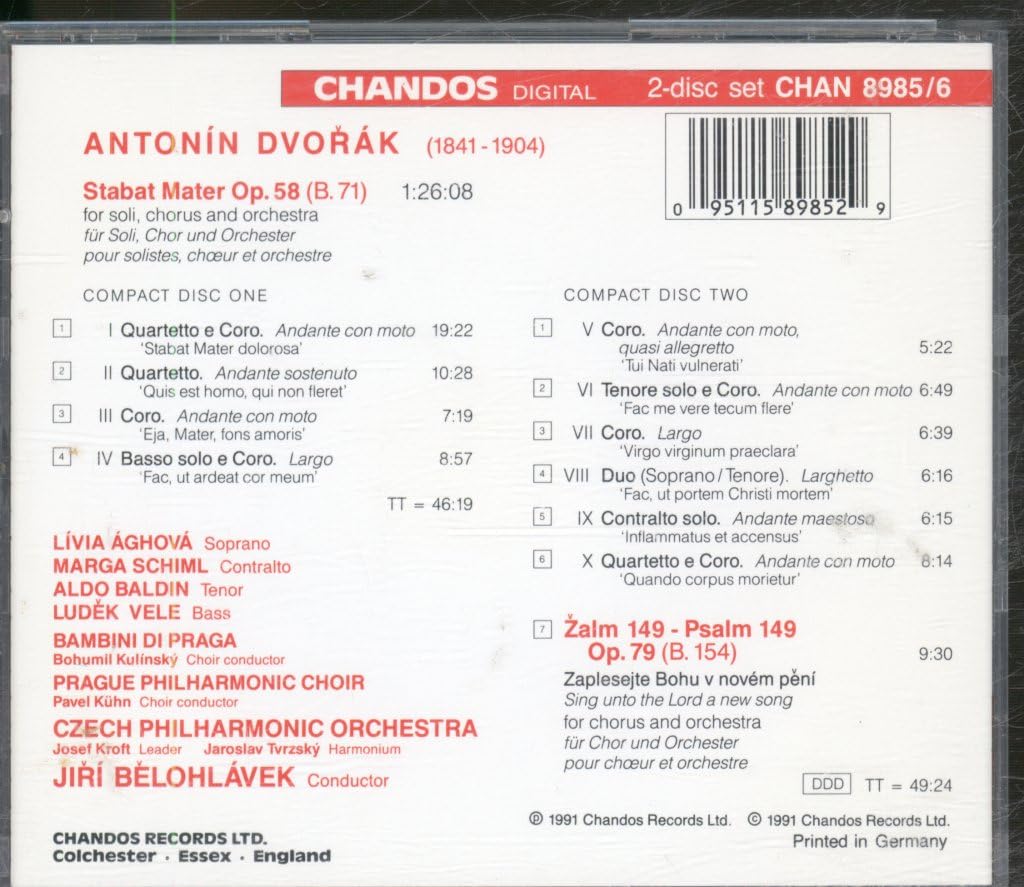 CHANDOS DIGITAL 2-disc set CHAN 8985/6
ANTONÍN DVOŘÁK (1841-1904)
0 95115 89852 9
Stabat Mater Op. 58 (B. 71) 1:26:08
for soli, chorus and orchestra
für Soli, Chor und Orchester
pour solistes, chœur et orchestre
COMPACT DISC ONE
1 I Quartetto e Coro. Andante con moto 19:22
'Stabat Mater dolorosa'
2 II Quartetto. Andante sostenuto 10:28
'Quis est homo, qui non fleret'
3 III Coro. Andante con moto 7:19
'Eja, Mater, fons amoris'
4 IV Basso solo e Coro. Largo 8:57
'Fac, ut ardeat cor meum'
TT = 46:19
LÍVIA ÁGHOVÁ Soprano
MARGA SCHIML Contralto
ALDO BALDIN Tenor
LUDĚK VELE Bass
BAMBINI DI PRAGA
Bohumil Kulínský Choir conductor
PRAGUE PHILHARMONIC CHOIR
Pavel Kühn Choir conductor
CZECH PHILHARMONIC ORCHESTRA
Josef Kroft Leader Jaroslav Tvrzský Harmonium
JIŘÍ BĚLOHLÁVEK Conductor
CHANDOS RECORDS LTD.
Colchester · Essex · England
COMPACT DISC TWO
1 V Coro. Andante con moto,
quasi allegretto 5:22
'Tui Nati vulnerati'
2 VI Tenore solo e Coro. Andante con moto 6:49
'Fac me vere tecum flere'
3 VII Coro. Largo 6:39
'Virgo virginum praeclara'
4 VIII Duo (Soprano/Tenore). Larghetto 6:16
'Fac, ut portem Christi mortem'
5 IX Contralto solo. Andante maestoso 6:15
'Inflammatus et accensus'
6 X Quartetto e Coro. Andante con moto 8:14
'Quando corpus morietur'
7 Žalm 149 - Psalm 149
Op. 79 (B. 154) 9:30
Zaplesejte Bohu v novém pění
Sing unto the Lord a new song
for chorus and orchestra
für Chor und Orchester
pour chœur et orchestre
DDD TT = 49:24
℗ 1991 Chandos Records Ltd. © 1991 Chandos Records Ltd.
Printed in Germany